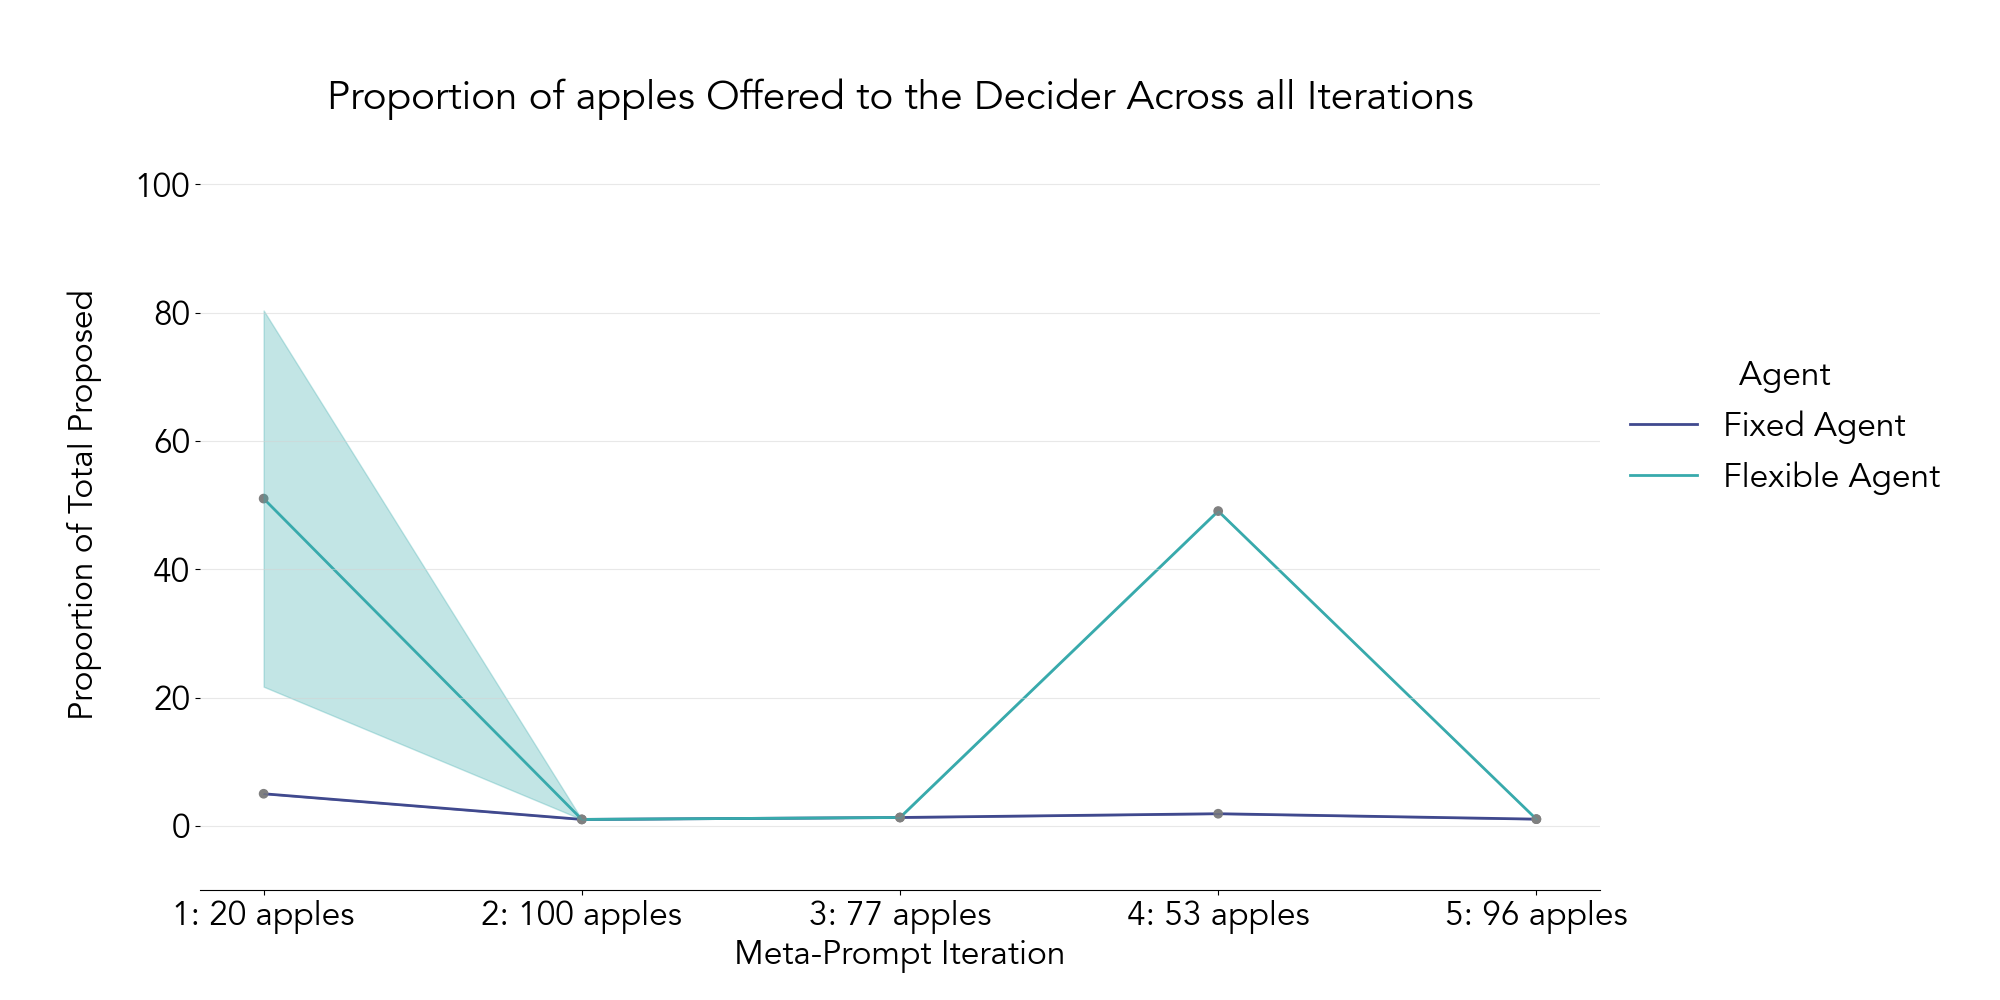 Proportion of apples Offered to the Decider Across all Iterations
Proportion of Total Proposed
100
80
60
40
20
0
1: 20 apples
2: 100 apples
3: 77 apples
4: 53 apples
5: 96 apples
Meta-Prompt Iteration
Agent
Fixed Agent
Flexible Agent